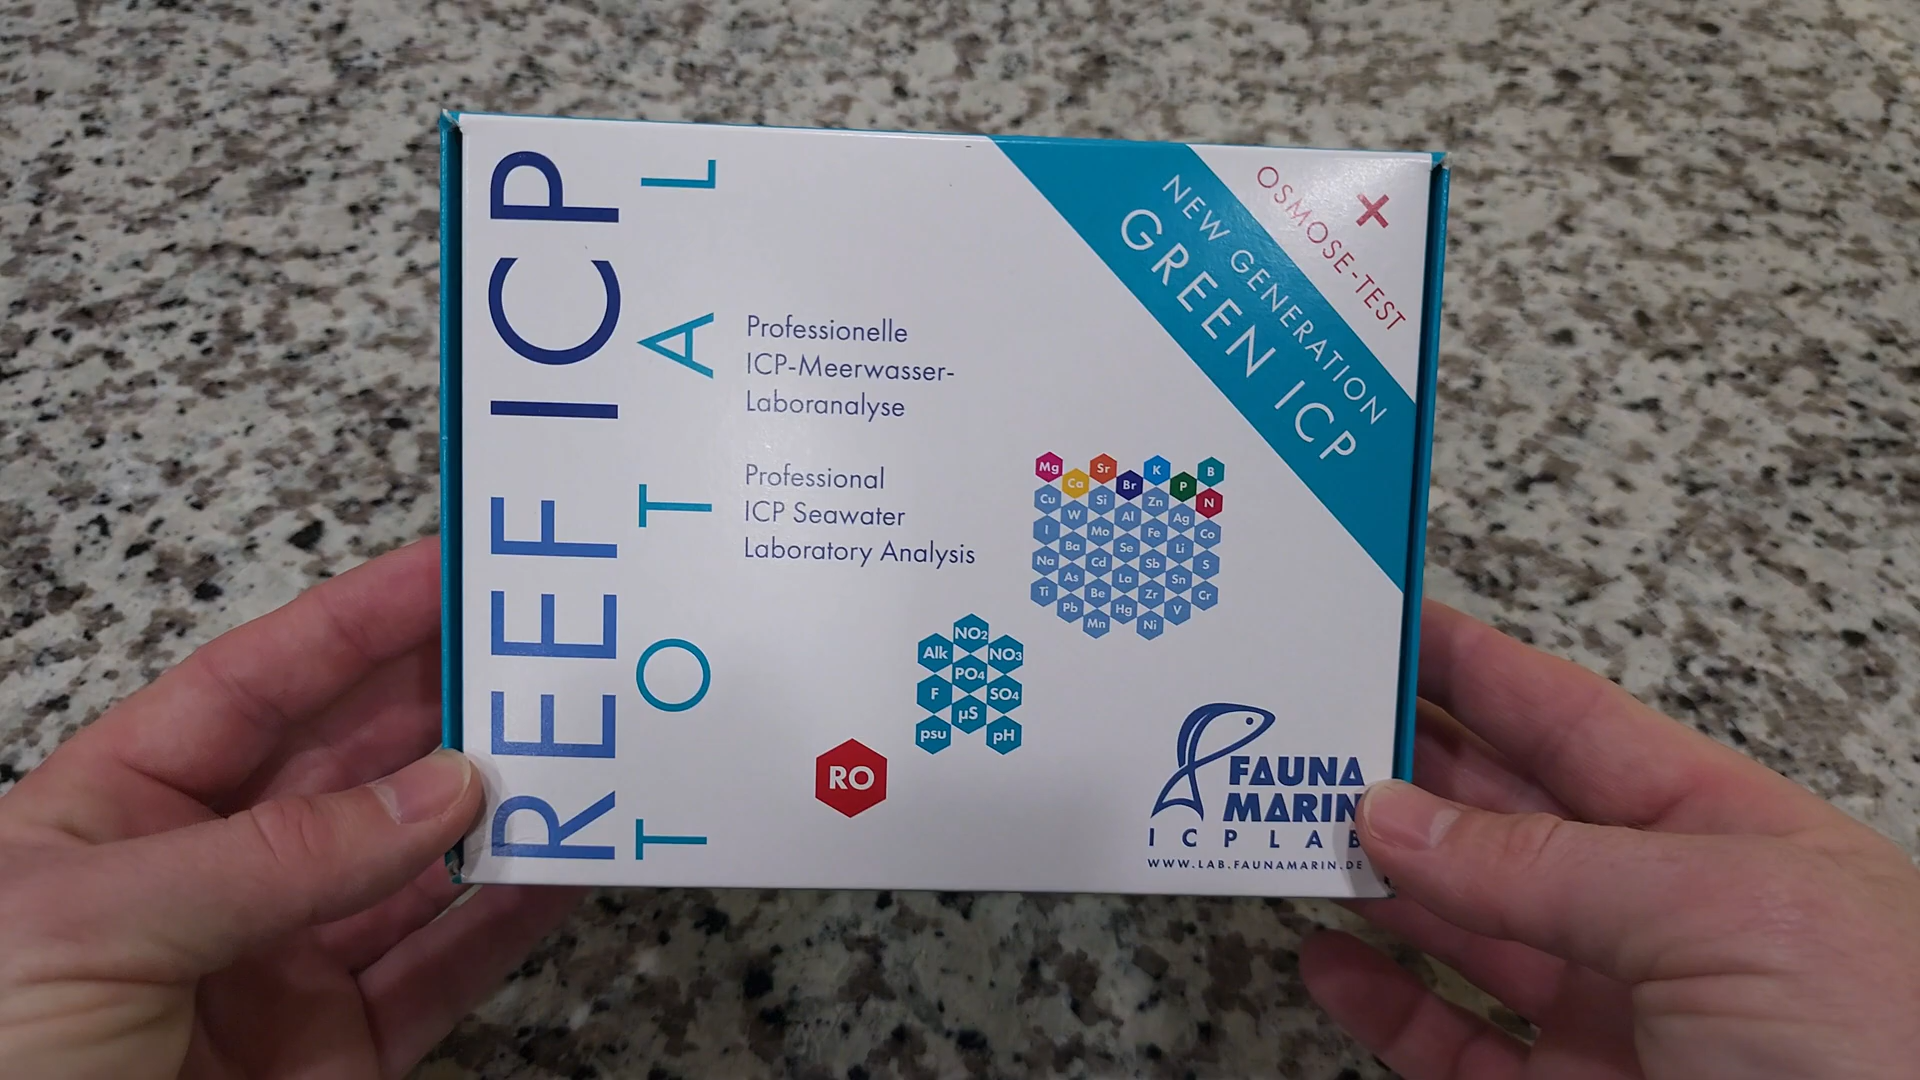 REEF ICP
TOTAL
Professionelle
ICP-Meerwasser-
Laboranalyse
Professional
ICP Seawater
Laboratory Analysis
+
OSMOSE-TEST
NEW GENERATION
GREEN ICP
Mg Sr K B
Ca Br P N
Cu Si Zn
W Al Ag
I Mo Fe Co
Ba Se Li
Na Cd Sb S
As La Sn
Ti Be Zr Cr
Pb Hg V
Mn Ni
NO2
Alk NO3
PO4
F SO4
µS
psu pH
RO
FAUNA
MARIN
ICP LAB
WWW.LAB.FAUNAMARIN.DE